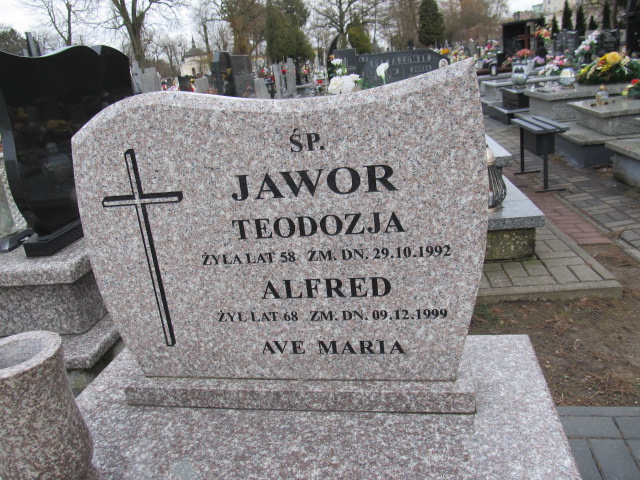 ŚP.
JAWOR
TEODOZJA
ŻYŁA LAT 58 ZM. DN. 29.10.1992
ALFRED
ŻYŁ LAT 68 ZM. DN. 09.12.1999
AVE MARIA